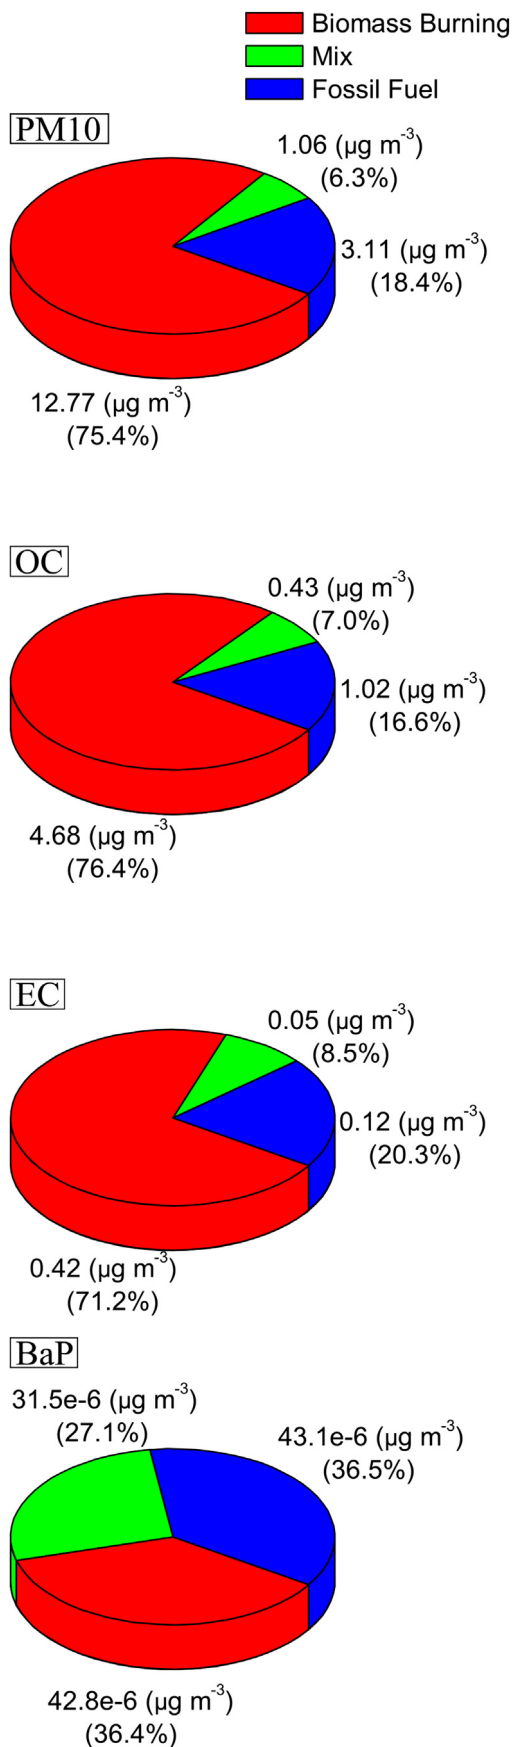 Biomass Burning
Mix
Fossil Fuel
PM10
1.06 (µg m⁻³)
(6.3%)
3.11 (µg m⁻³)
(18.4%)
12.77 (µg m⁻³)
(75.4%)
OC
0.43 (µg m⁻³)
(7.0%)
1.02 (µg m⁻³)
(16.6%)
4.68 (µg m⁻³)
(76.4%)
EC
0.05 (µg m⁻³)
(8.5%)
0.12 (µg m⁻³)
(20.3%)
0.42 (µg m⁻³)
(71.2%)
BaP
31.5e-6 (µg m⁻³)
(27.1%)
43.1e-6 (µg m⁻³)
(36.5%)
42.8e-6 (µg m⁻³)
(36.4%)